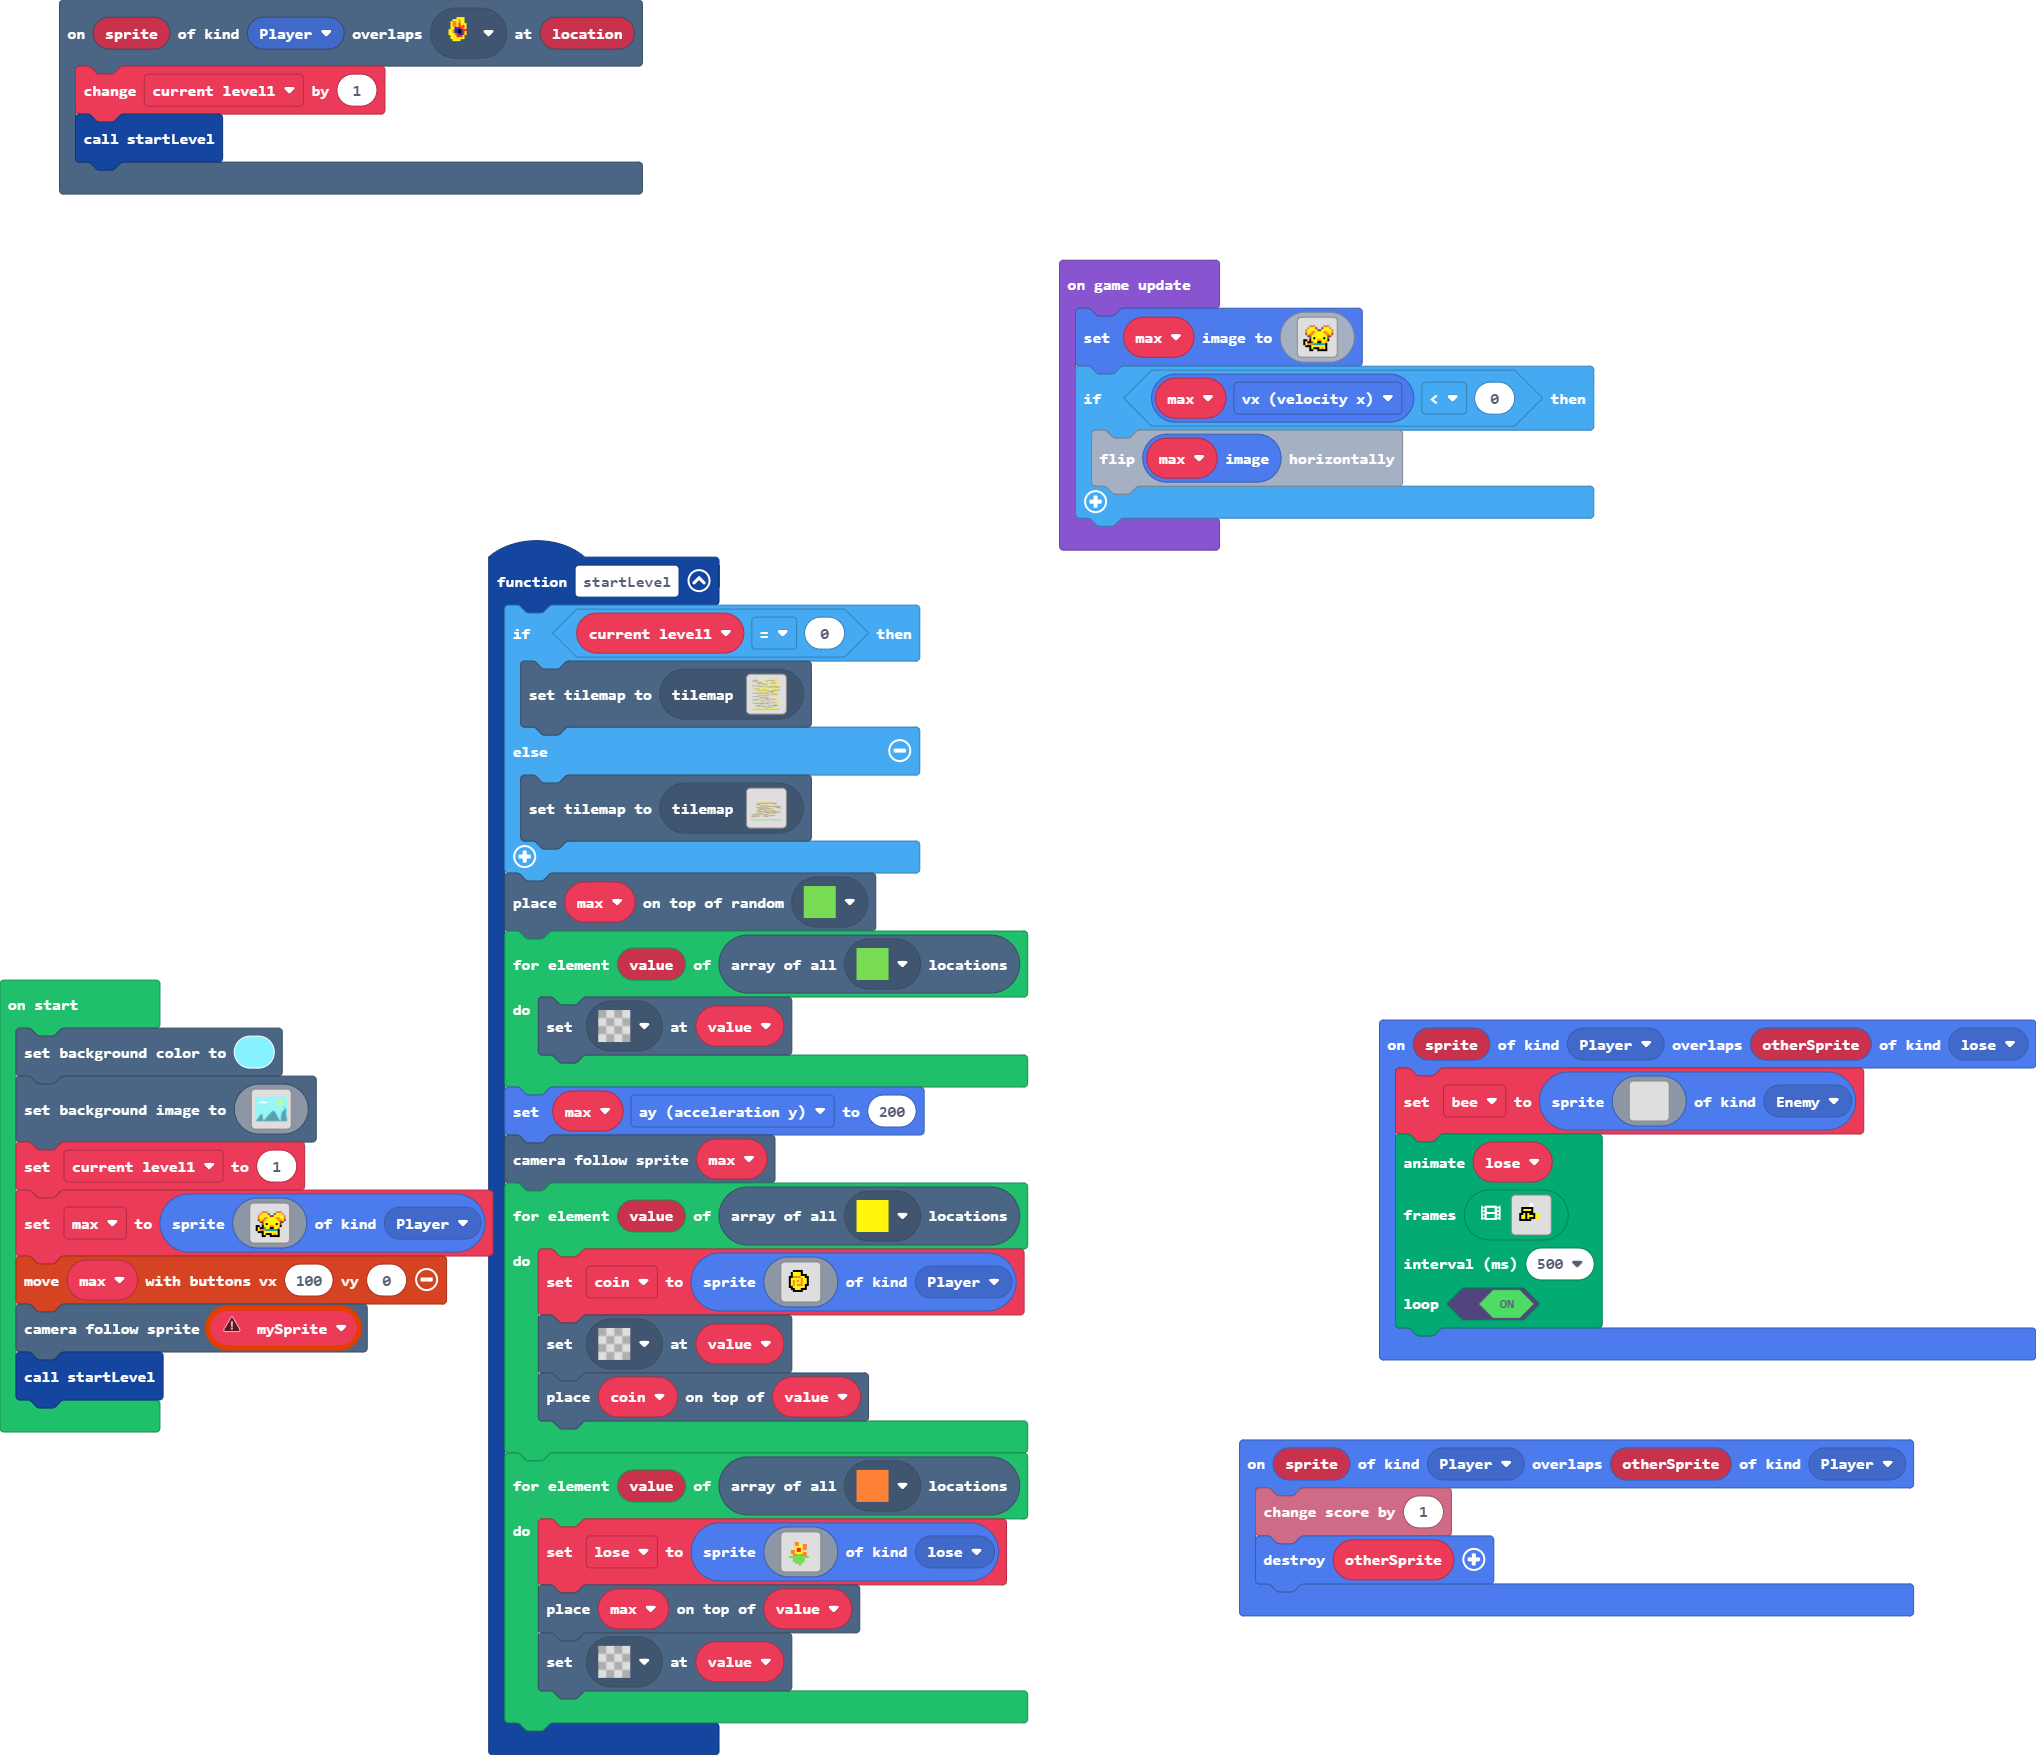 on sprite of kind Player overlaps at location
change current level1 by 1
call startLevel
on game update
set max image to
if max vx (velocity x) < 0 then
flip max image horizontally
function startLevel
if current level1 = 0 then
set tilemap to tilemap
else
set tilemap to tilemap
place max on top of random
for element value of array of all locations
do
set at value
set max ay (acceleration y) to 200
camera follow sprite max
for element value of array of all locations
do
set coin to sprite of kind Player
set at value
place coin on top of value
for element value of array of all locations
do
set lose to sprite of kind lose
place max on top of value
set at value
on start
set background color to
set background image to
set current level1 to 1
set max to sprite of kind Player
move max with buttons vx 100 vy 0
camera follow sprite mySprite
call startLevel
on sprite of kind Player overlaps otherSprite of kind lose
set bee to sprite of kind Enemy
animate lose
frames
interval (ms) 500
loop ON
on sprite of kind Player overlaps otherSprite of kind Player
change score by 1
destroy otherSprite